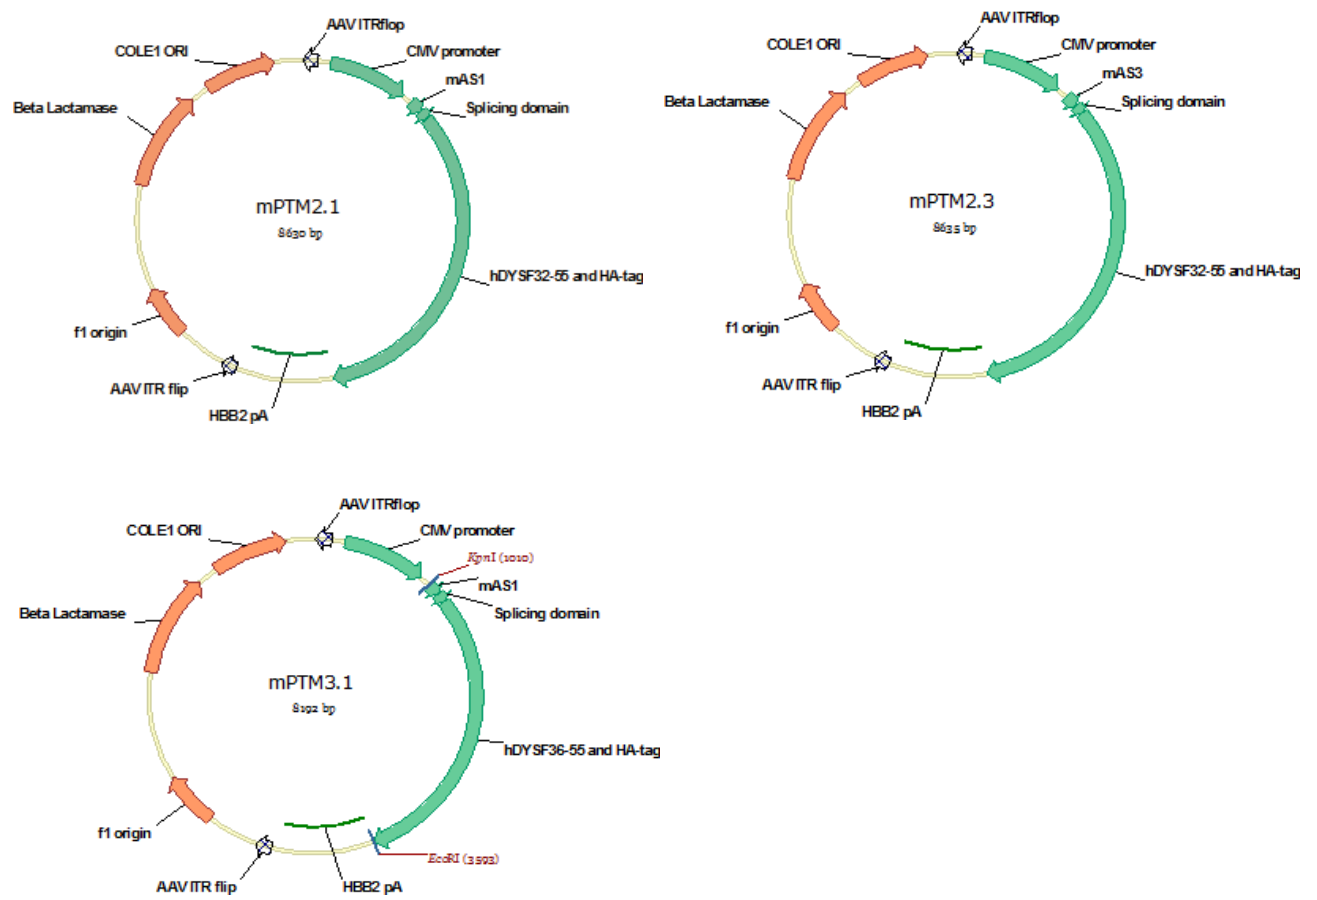 AAV ITRflop
COLE1 ORI
CMV promoter
mAS1
Beta Lactamase
Splicing domain
mPTM2.1
8630 bp
hDYSF32-55 and HA-tag
f1 origin
AAV ITR flip
HBB2 pA
AAV ITRflop
COLE1 ORI
CMV promoter
mAS3
Beta Lactamase
Splicing domain
mPTM2.3
8635 bp
hDYSF32-55 and HA-tag
f1 origin
AAV ITR flip
HBB2 pA
AAV ITRflop
COLE1 ORI
CMV promoter
KpnI (1010)
mAS1
Beta Lactamase
Splicing domain
mPTM3.1
8192 bp
hDYSF36-55 and HA-tag
f1 origin
EcoRI (3593)
AAV ITR flip
HBB2 pA